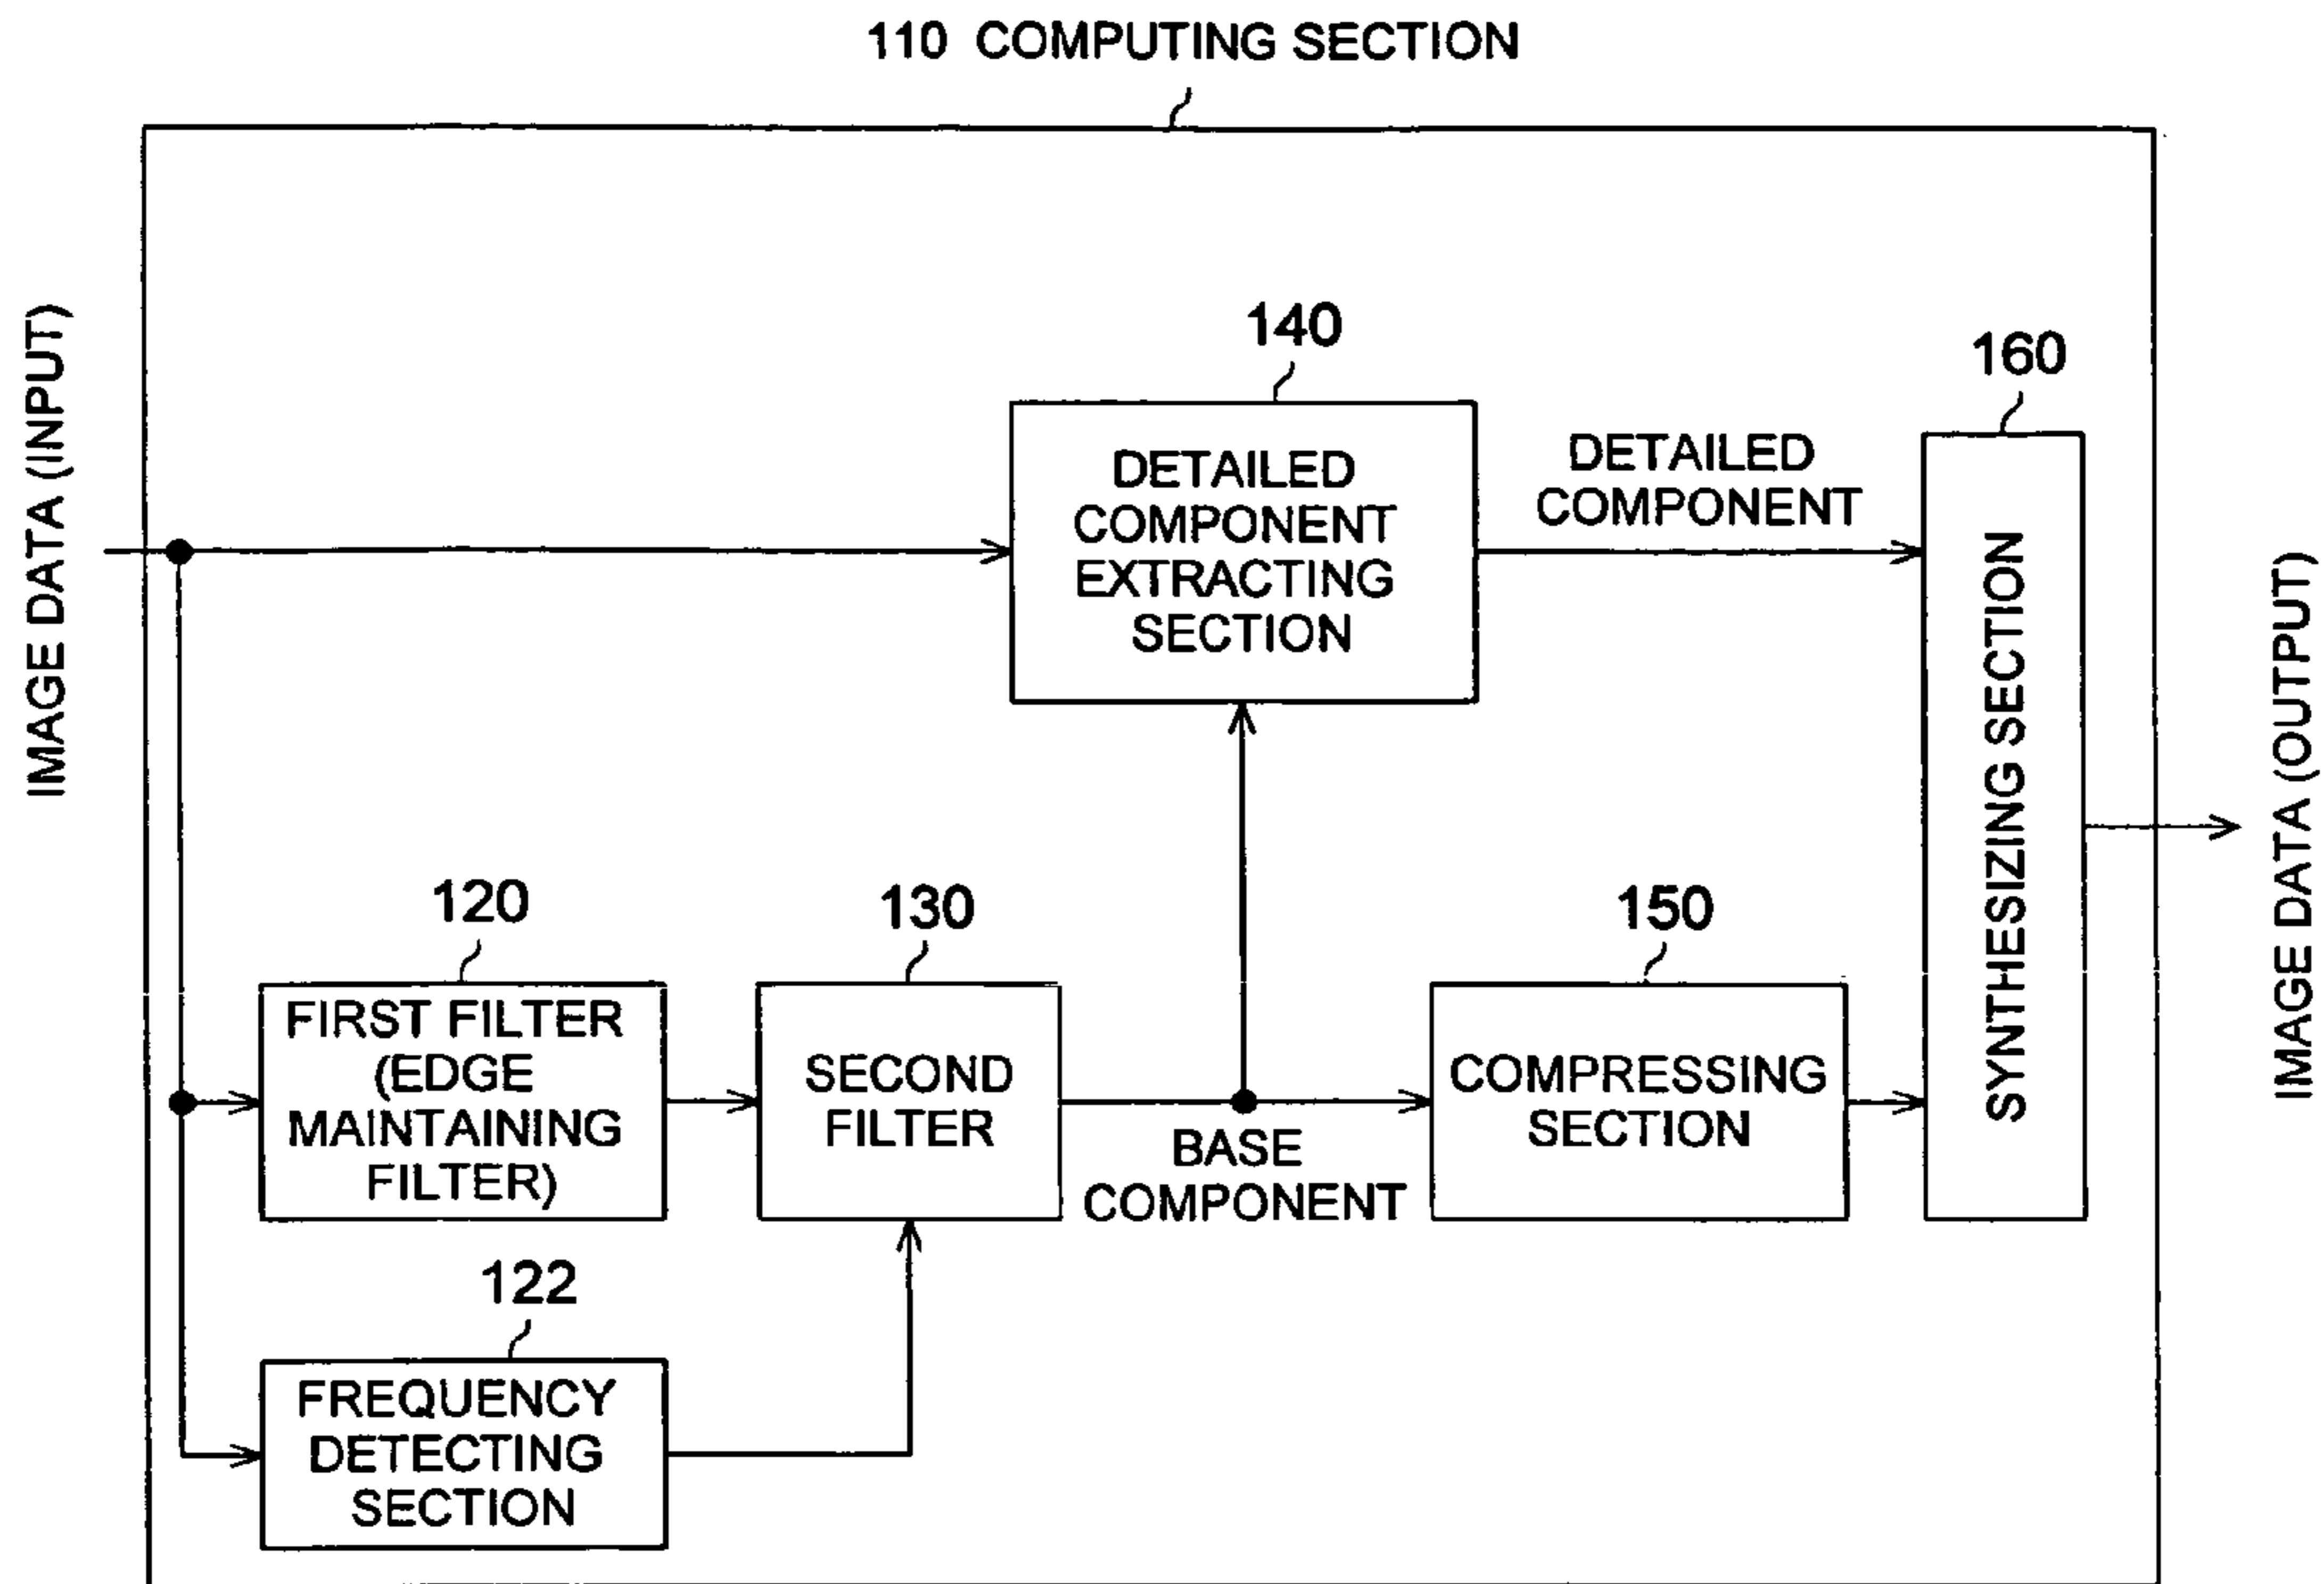 110 COMPUTING SECTION
IMAGE DATA (INPUT)
140
DETAILED
COMPONENT
EXTRACTING
SECTION
DETAILED
COMPONENT
160
SYNTHESIZING SECTION
IMAGE DATA (OUTPUT)
120
FIRST FILTER
(EDGE
MAINTAINING
FILTER)
130
SECOND
FILTER
BASE
COMPONENT
150
COMPRESSING
SECTION
122
FREQUENCY
DETECTING
SECTION